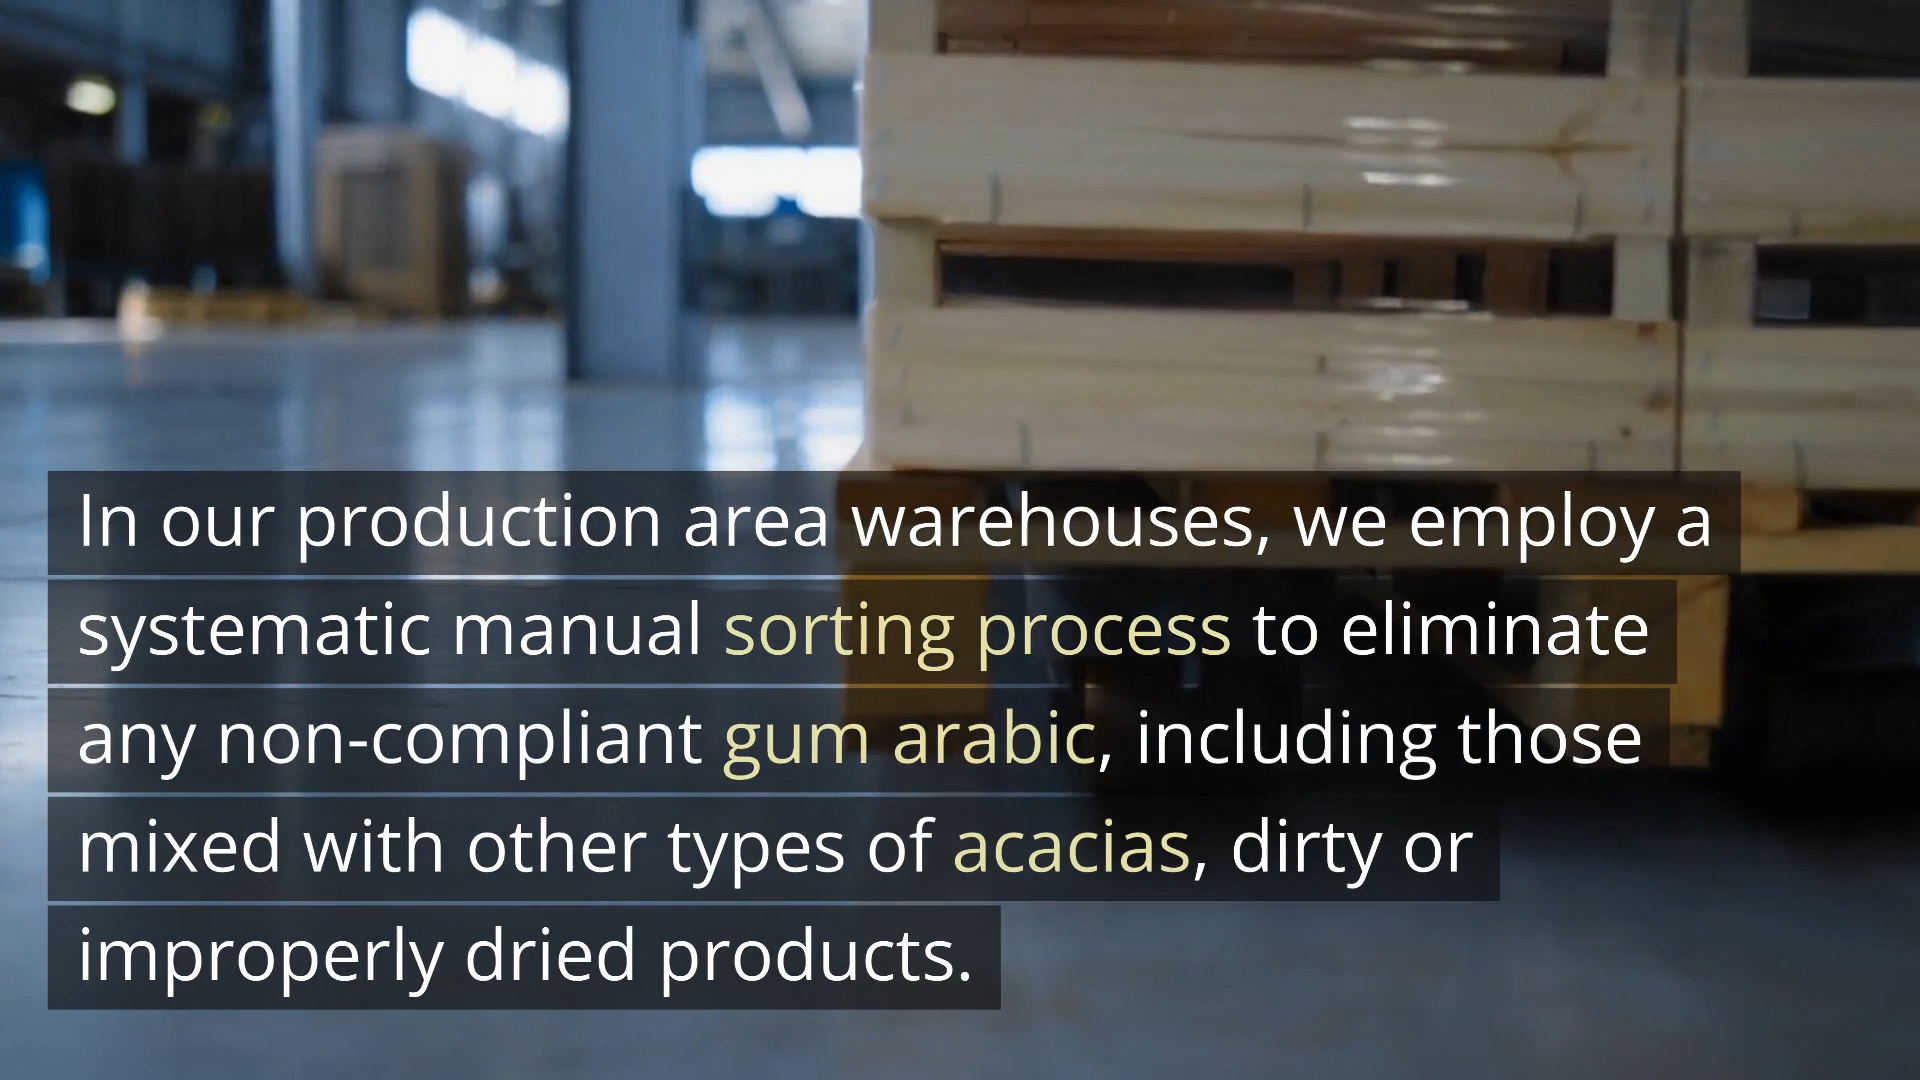 In our production area warehouses, we employ a
systematic manual sorting process to eliminate
any non-compliant gum arabic, including those
mixed with other types of acacias, dirty or
improperly dried products.